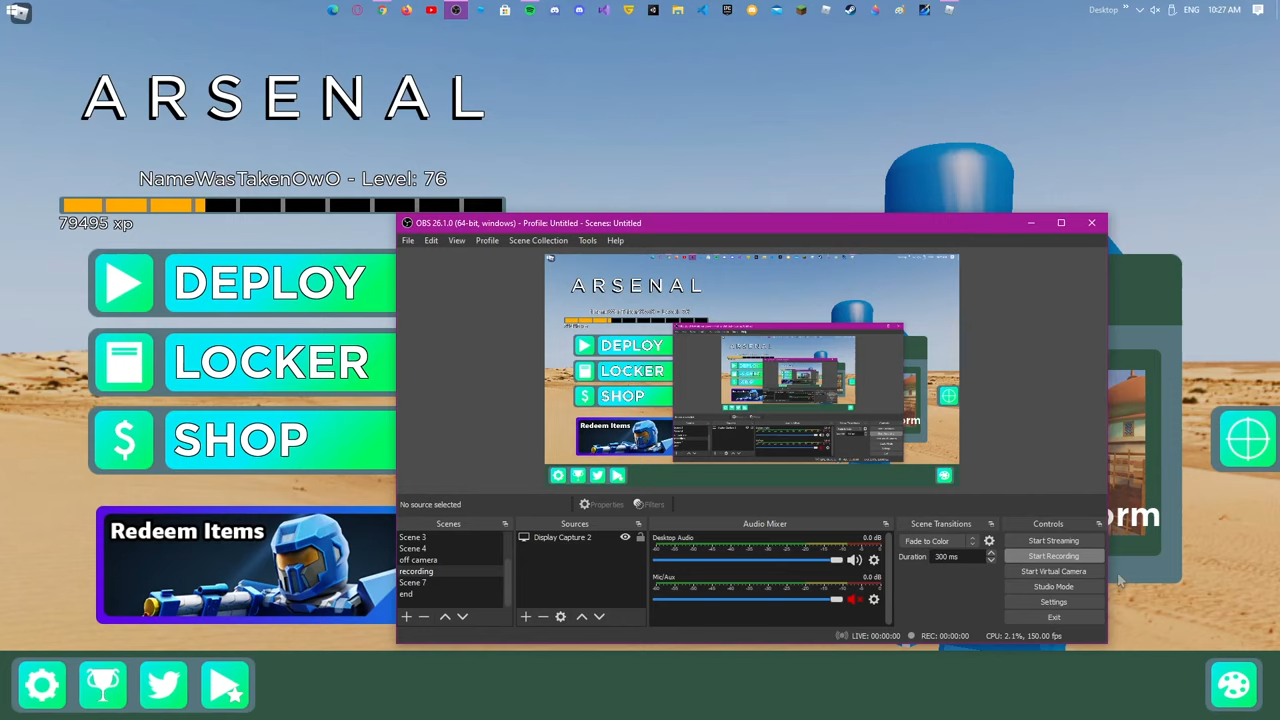 Desktop
ENG
10:27 AM
ARSENAL
NameWasTakenOwO - Level: 76
79495 xp
DEPLOY
LOCKER
SHOP
Redeem Items
orm
OBS 26.1.0 (64-bit, windows) - Profile: Untitled - Scenes: Untitled
File Edit View Profile Scene Collection Tools Help
ARSENAL
DEPLOY
LOCKER
SHOP
Redeem Items
orm
No source selected
Properties
Filters
Scenes
Scene 3
Scene 4
off camera
recording
Scene 7
end
Sources
Display Capture 2
Audio Mixer
Desktop Audio 0.0 dB
Mic/Aux 0.0 dB
Scene Transitions
Fade to Color
Duration 300 ms
Controls
Start Streaming
Start Recording
Start Virtual Camera
Studio Mode
Settings
Exit
LIVE: 00:00:00 REC: 00:00:00 CPU: 2.1%, 150.00 fps